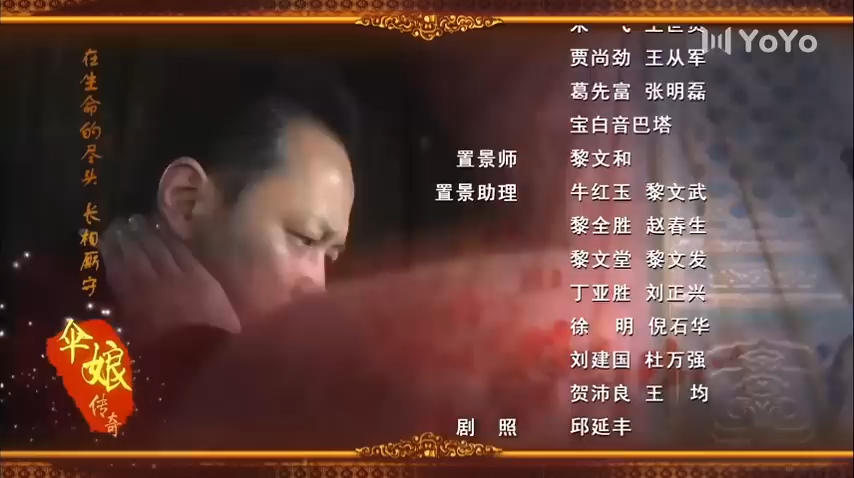 YoYo
贾尚劲 王从军
葛先富 张明磊
宝白音巴塔
置景师 黎文和
置景助理 牛红玉 黎文武
黎全胜 赵春生
黎文堂 黎文发
丁亚胜 刘正兴
徐 明 倪石华
刘建国 杜万强
贺沛良 王 均
剧 照 邱延丰
在生命的尽头 长相厮守
伞娘
传奇